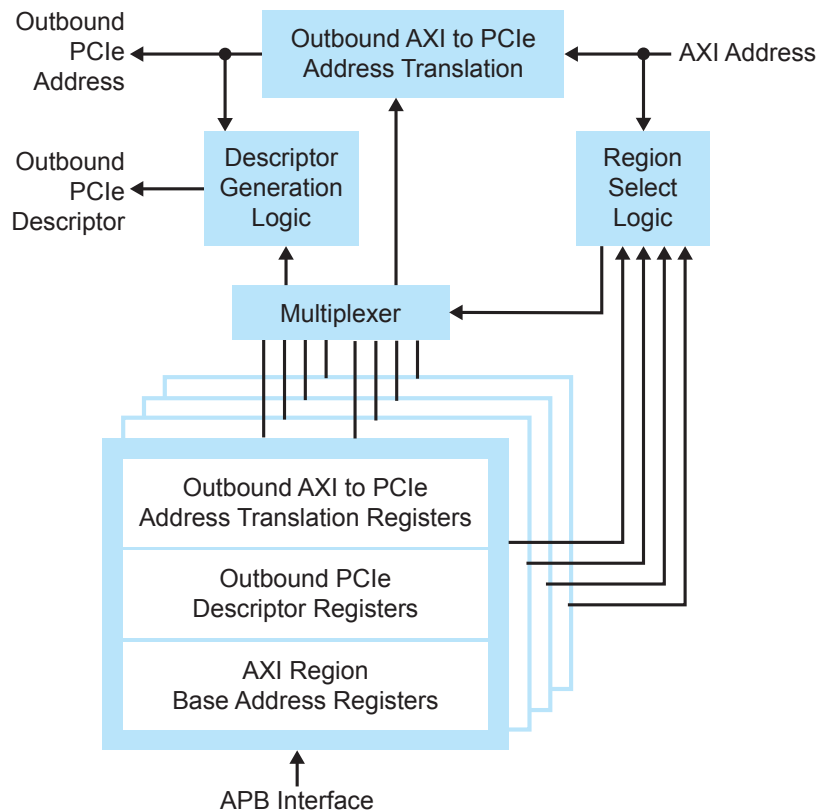 Outbound
PCIe
Address
Outbound AXI to PCIe
Address Translation
AXI Address
Outbound
PCIe
Descriptor
Descriptor
Generation
Logic
Region
Select
Logic
Multiplexer
Outbound AXI to PCIe
Address Translation Registers
Outbound PCIe
Descriptor Registers
AXI Region
Base Address Registers
APB Interface